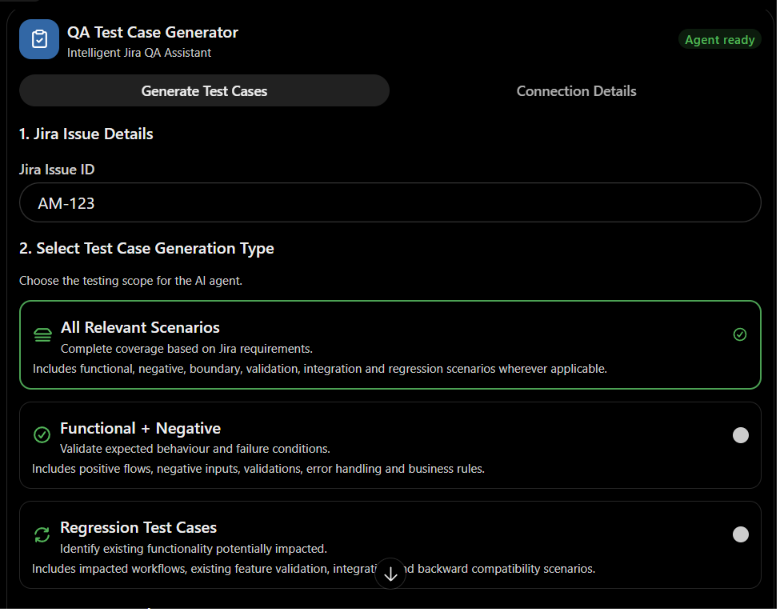 QA Test Case Generator
Intelligent Jira QA Assistant
Agent ready
Generate Test Cases
Connection Details
1. Jira Issue Details
Jira Issue ID
AM-123
2. Select Test Case Generation Type
Choose the testing scope for the AI agent.
All Relevant Scenarios
Complete coverage based on Jira requirements.
Includes functional, negative, boundary, validation, integration and regression scenarios wherever applicable.
Functional + Negative
Validate expected behaviour and failure conditions.
Includes positive flows, negative inputs, validations, error handling and business rules.
Regression Test Cases
Identify existing functionality potentially impacted.
Includes impacted workflows, existing feature validation, backward compatibility scenarios.